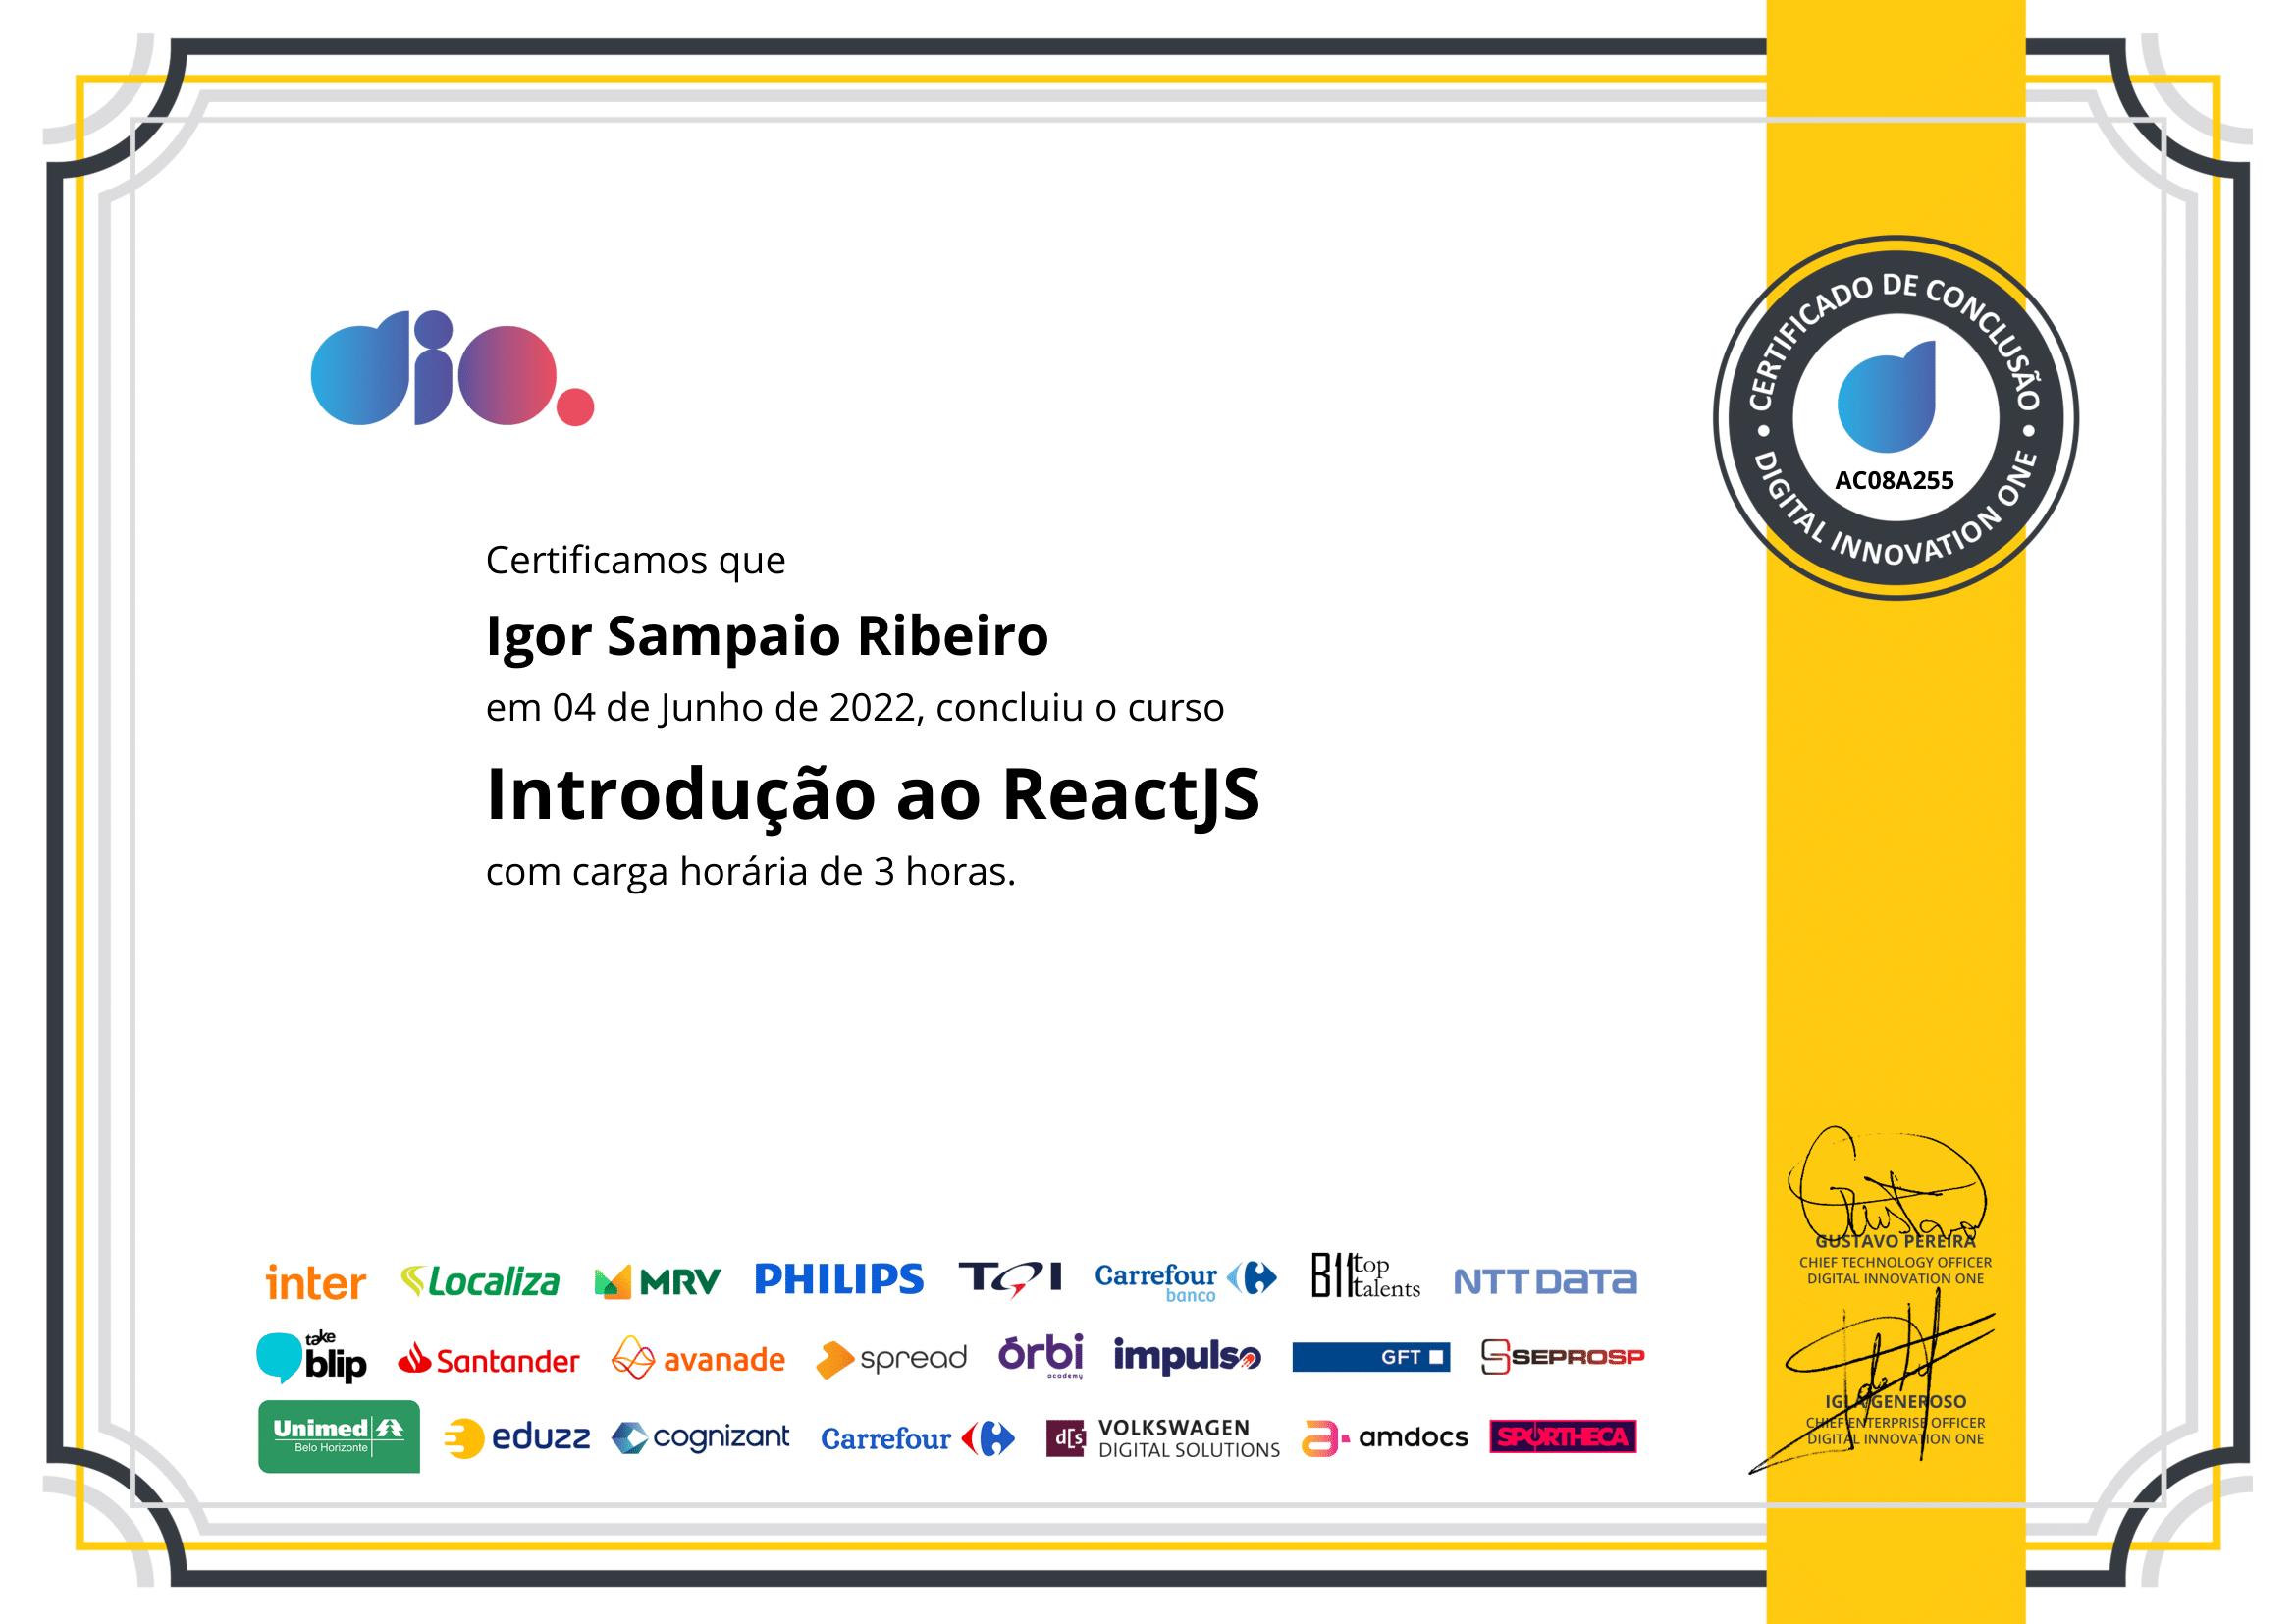 dio.
CERTIFICADO DE CONCLUSÃO
AC08A255
DIGITAL INNOVATION ONE
Certificamos que
Igor Sampaio Ribeiro
em 04 de Junho de 2022, concluiu o curso
Introdução ao ReactJS
com carga horária de 3 horas.
Gustavo
GUSTAVO PEREIRA
CHIEF TECHNOLOGY OFFICER
DIGITAL INNOVATION ONE
inter Localiza MRV PHILIPS TQI Carrefour banco B11 top talents NTT DATA
take blip Santander avanade spread órbi academy impulso GFT SEPROSP
Unimed Belo Horizonte eduzz cognizant Carrefour d[s] VOLKSWAGEN DIGITAL SOLUTIONS amdocs SPORTHECA
IGLÁ GENEROSO
CHIEF ENTERPRISE OFFICER
DIGITAL INNOVATION ONE